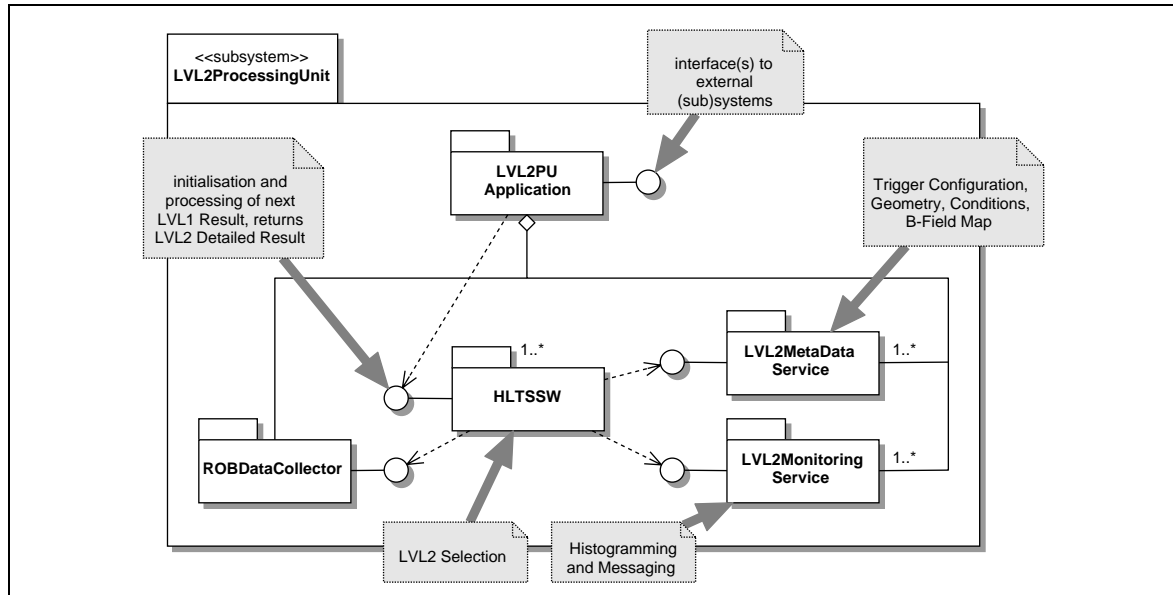 <<subsystem>>
LVL2ProcessingUnit
interface(s) to
external
(sub)systems
initialisation and
processing of next
LVL1 Result, returns
LVL2 Detailed Result
LVL2PU
Application
Trigger Configuration,
Geometry, Conditions,
B-Field Map
1..*
HLTSSW
LVL2MetaData
Service
1..*
ROBDataCollector
LVL2Monitoring
Service
1..*
LVL2 Selection
Histogramming
and Messaging